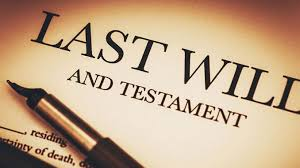 LAST WILL
AND TESTAMENT
, residing
of death, do